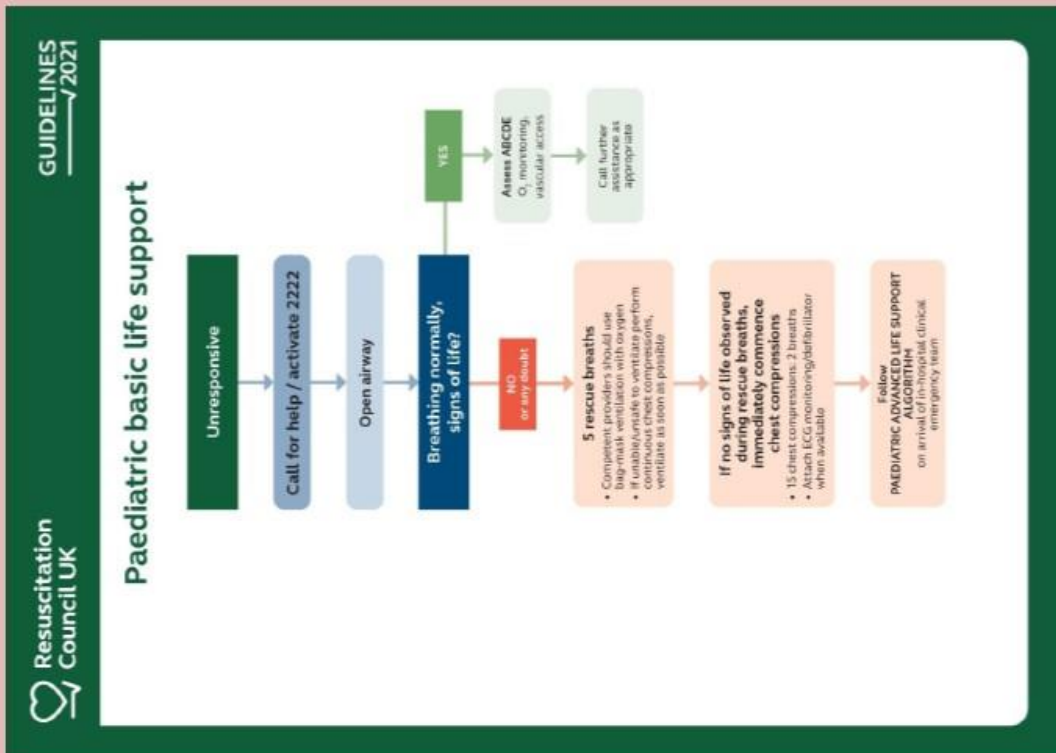 Resuscitation
Council UK
GUIDELINES
2021
Paediatric basic life support
Unresponsive
Call for help / activate 2222
Open airway
Breathing normally,
signs of life?
YES
Assess ABCDE
O₂ monitoring,
vascular access
Call further
assistance as
appropriate
NO
or any doubt
5 rescue breaths
• Competent providers should use
bag-mask ventilation with oxygen
• If unable/unsafe to ventilate perform
continuous chest compressions,
ventilate as soon as possible
If no signs of life observed
during rescue breaths,
immediately commence
chest compressions
• 15 chest compressions: 2 breaths
• Attach ECG monitoring/defibrillator
when available
Follow
PAEDIATRIC ADVANCED LIFE SUPPORT
ALGORITHM
on arrival of in-hospital clinical
emergency team